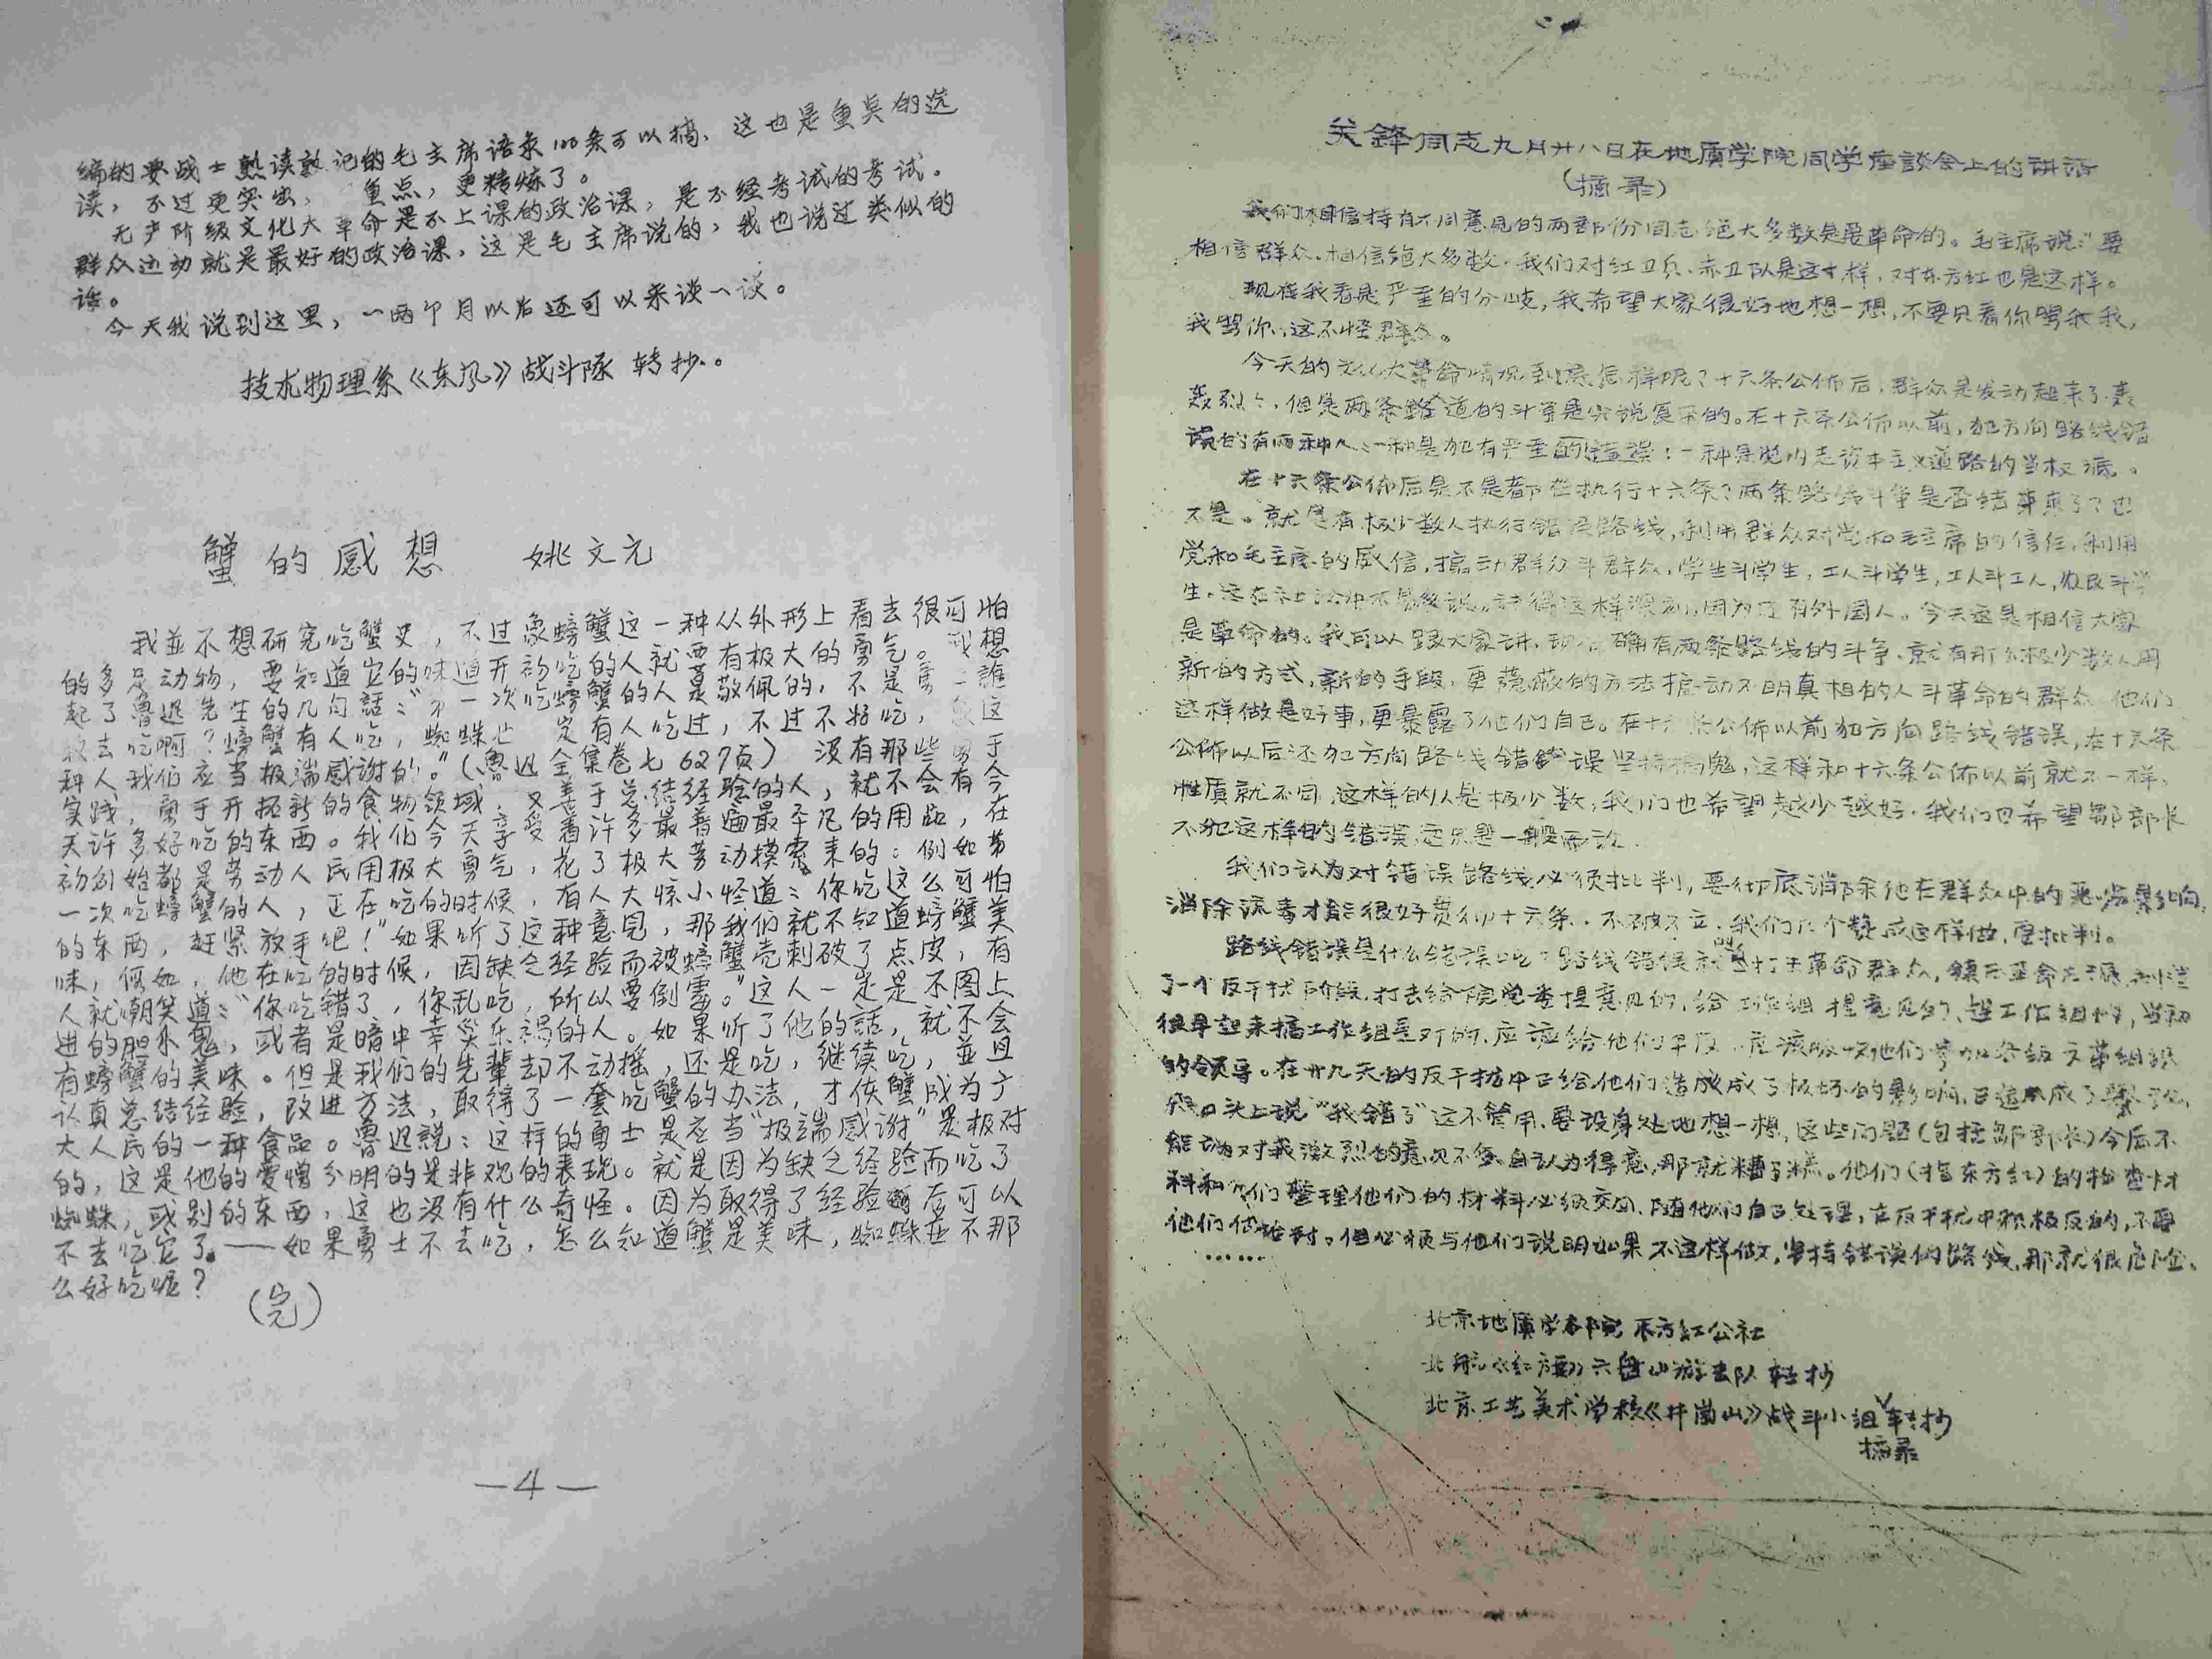 编的要战士熟读熟记的毛主席语录100条可以搞、这也是重点的选
读，不过更突出，重点，更精炼了。
无产阶级文化大革命是不上课的政治课，是不经考试的考试。
群众运动就是最好的政治课，这是毛主席说的，我也说过类似的
话。
今天我说到这里，一两个月以后还可以来谈一谈。
技术物理系《东风》战斗队 转抄。
蟹的感想 姚文元
我並不想研究吃蟹史，不过象螃蟹这一种从外形上看去很可怕
的多足动物，要知道它的味道开初吃的人就要有极大的勇气。我想
起了魯迅先生的几句話：“第一次吃螃蟹的人是敬佩的，不是勇士誰
敢去吃啊？螃蟹有人吃，蜘蛛也定有人吃过，不过不好吃，
种人我们应当极端感谢的。”（魯迅全集卷七627页）没有那些勇于
实践，勇于开拓新的食物领域，又善于总结经验的人，就不会有今
天许多好吃的东西。我们今天享受着许多最普遍最平凡的用品，在
初创始都是劳动人民用极大勇气，花了极大劳动摸索来的：例如第
一次吃螃蟹的人，正在吃的时候，有人大惊小怪道：你吃这么可怕
的东西，赶紧放手吧！”如果听了这种意见，那我们就不知道螃蟹美
味，假如，他在吃的时候，因缺乏经验而被螃蟹壳刺破了点皮，有
人就嘲笑道：“你吃错了，你乱吃，所以要倒霉。”这人一定是不图上
进的胆小鬼，或者是暗中幸災乐禍的人。如果听了他的話，就不会
有螃蟹的美味。但是我们的先輩却不动搖，还是吃，继续吃，並且
认真总结经验，改进方法，取得了一套吃蟹的办法，才使蟹成为广
大人民的一种食品。魯迅説：这样的勇士是应当“极端感谢”是极对
的，这是他的爱憎分明的是非观的表现。就是因为缺乏经验而吃了
蜘蛛，或别的东西，这也没有什么奇怪。因为取得了经验后可以
不去吃它了。——如果勇士不去吃，怎么知道蟹是美味，蜘蛛並不那
么好吃呢？
（完）
—4—
关鋒同志九月廿八日在地质学院同学座談会上的讲话
（摘录）
我们相信持有不同意见的两部份同志绝大多数是要革命的。毛主席说：“要
相信群众，相信绝大多数。我们对红卫兵、赤卫队是这样，对东方红也是这样。
现在我看是严重的分歧，我希望大家很好地想一想，不要只看你骂我我，
我骂你，这不怪群众。
今天的文化大革命情况到底怎样呢？十六条公佈后，群众是发动起来了轰
轰烈烈，但是两条道的斗争是尖锐复杂的。在十六条公佈以前，犯方向路线错
误的有两种人：一种是犯有严重的错误；一种是党内走资本主义道路的当权派。
在十六条公佈后是不是都在执行十六条？两条路线斗争是否结束了？也
不是。就是有极少数人执行错误路线，利用群众对党和毛主席的信任，利用
党和毛主席的威信，搞动群众斗群众，学生斗学生，工人斗学生，工人斗工人，农民斗学
生。这在社论中不易说，讲得这样深刻，因为还有外国人。今天这是相信大家
是革命的。我可以跟大家讲，现在确有两条路线的斗争，就有那么极少数人用
新的方式，新的手段，更荫蔽的方法搞动不明真相的人斗革命的群众，他们
这样做是好事，更暴露了他们自己。在十六条公佈以前犯方向路线错误，在十六条
公佈以后还犯方向路线错误坚持搞鬼，这样和十六条公佈以前就不一样，
性质就不同，这样的人是极少数，我们也希望越少越好。我们也希望鄒部长
不犯这样的错误，这只是一般而论。
我们认为对错误路线必须批判，要彻底消除他在群众中的恶劣影响，
消除流毒才能很好贯彻十六条。不破不立，我们几个赞成这样做，要批判。
路线错误是什么错误呢？路线错误就是打击革命群众，
了一个反干扰阶段，打击给院党委提意见的，给工作组提意见的、赶工作组的，当初
很早起来搞工作组是对的，应该给他们平反，应该欢快他们参加各级文革组织
的领导。在廿几天的反干扰中已给他们造成了极坏的影响，
头上说“我错了”这不管用，要设身处地想一想，这些问题（包括鄒部长）今后不
能认为对我激烈的意见不多，自认为得意，那就糟了糕。他们（指东方红）的检查材
料和们整理他们的材料必须交回，随他们自己处理，在反干扰中积极反的，不要
他们作检讨。但必须与他们说明如果不这样做，坚持错误的路线，那就很危险。
……
北京地质学院东方红公社
北航《红旗》六盘山游击队转抄
北京工艺美术学校《井崗山》战斗小组转抄
摘录